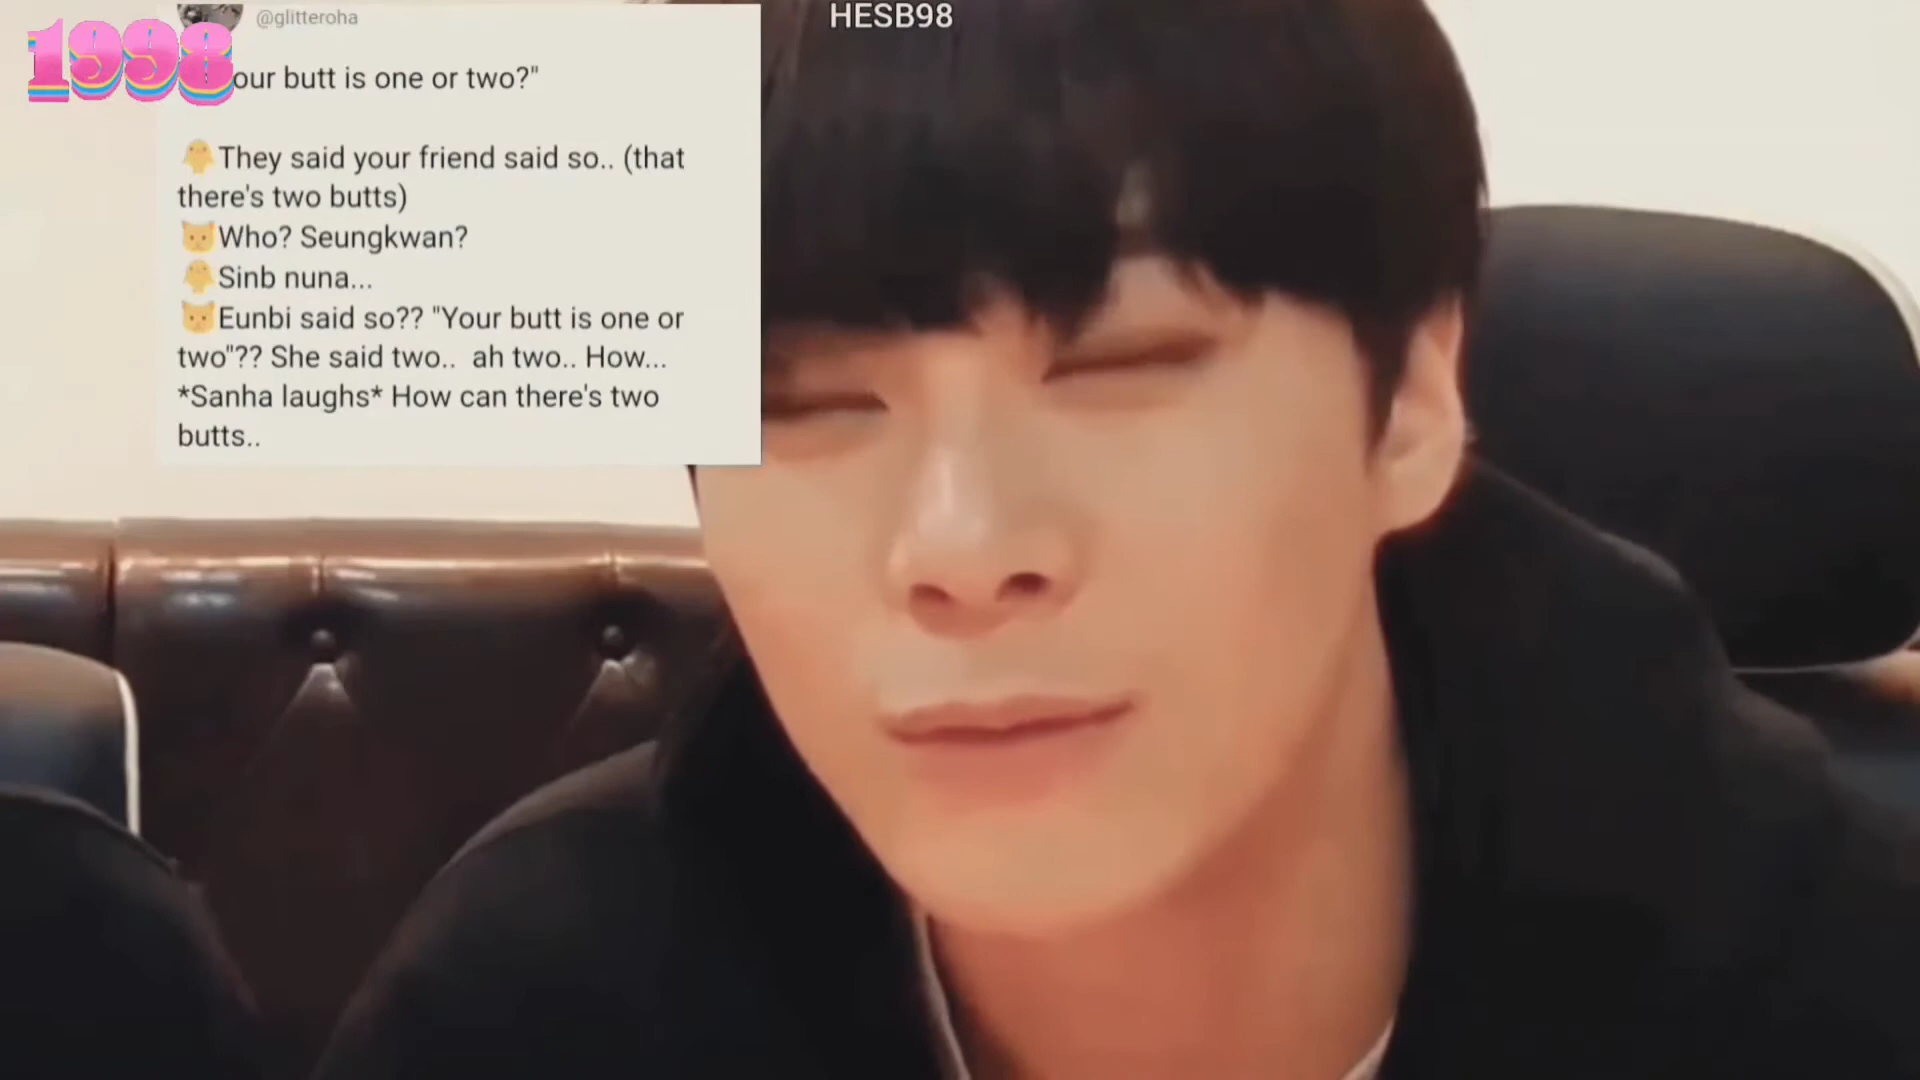 HESB98
@glitteroha
1998
our butt is one or two?"
🐥They said your friend said so.. (that
there's two butts)
🐱Who? Seungkwan?
🐥Sinb nuna...
🐱Eunbi said so?? "Your butt is one or
two"?? She said two.. ah two.. How...
*Sanha laughs* How can there's two
butts..